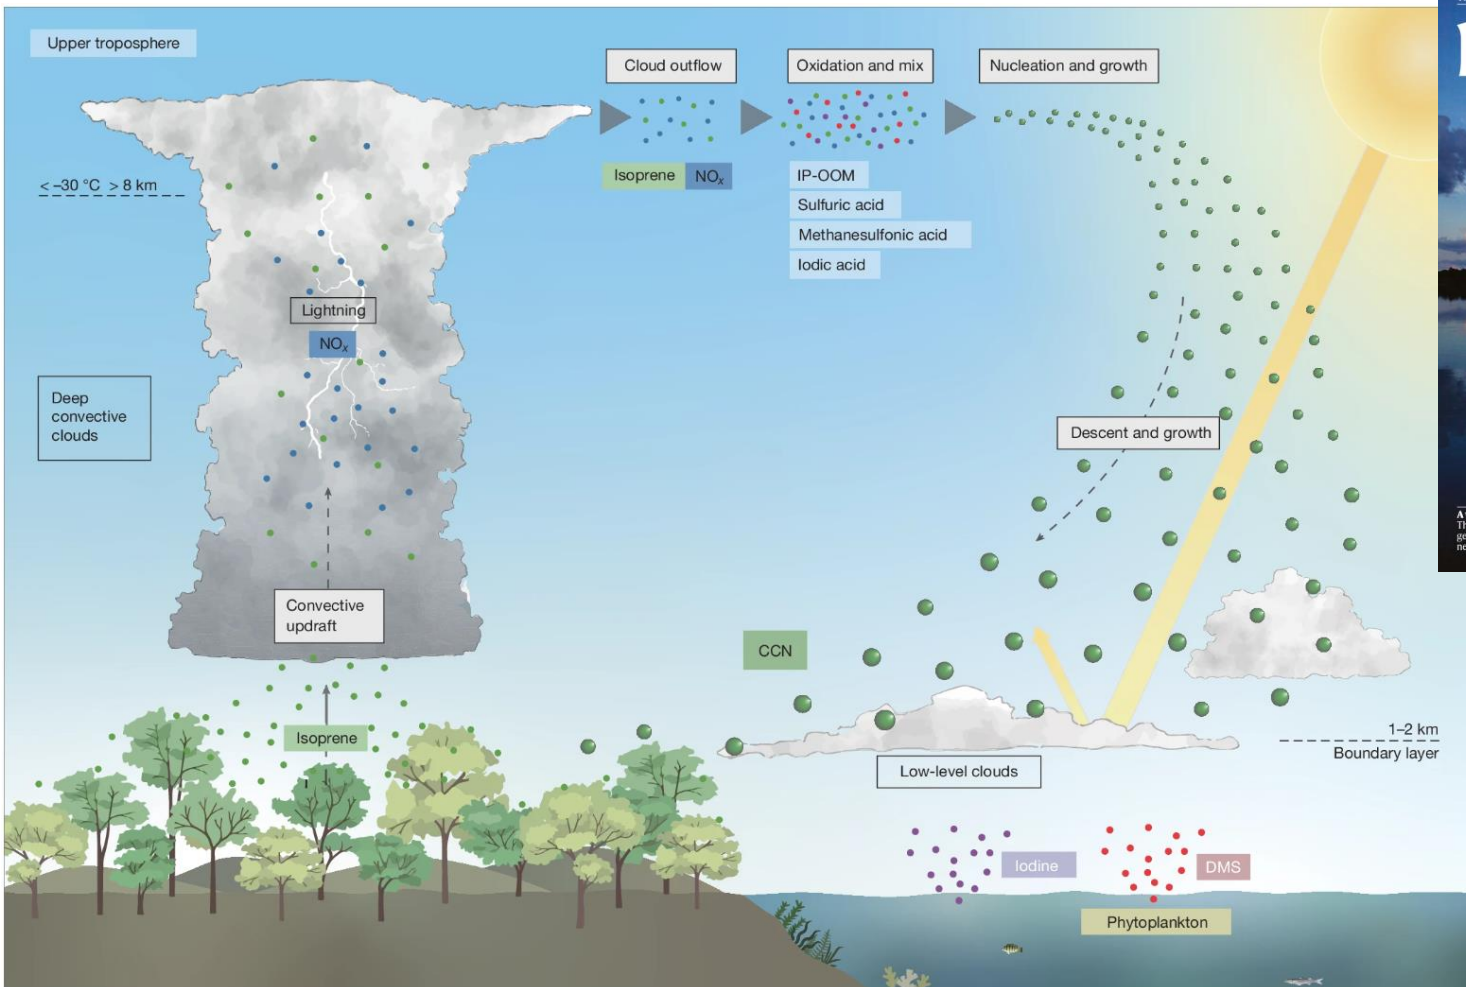 Upper troposphere
Cloud outflow
Oxidation and mix
Nucleation and growth
Isoprene
NOx
IP-OOM
Sulfuric acid
Methanesulfonic acid
Iodic acid
< –30 °C > 8 km
Lightning
NOx
Deep
convective
clouds
Descent and growth
Convective
updraft
CCN
Isoprene
1–2 km
Boundary layer
Low-level clouds
Iodine
DMS
Phytoplankton